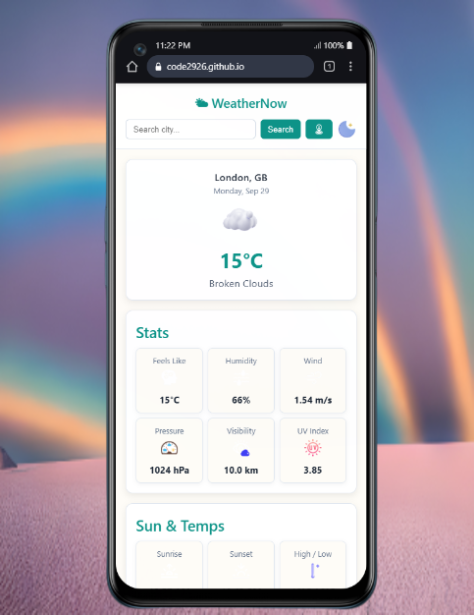 11:22 PM 100%
code2926.github.io 1
WeatherNow
Search city... Search
London, GB
Monday, Sep 29
15°C
Broken Clouds
Stats
Feels Like Humidity Wind
15°C 66% 1.54 m/s
Pressure Visibility UV Index
1024 hPa 10.0 km 3.85
Sun & Temps
Sunrise Sunset High / Low